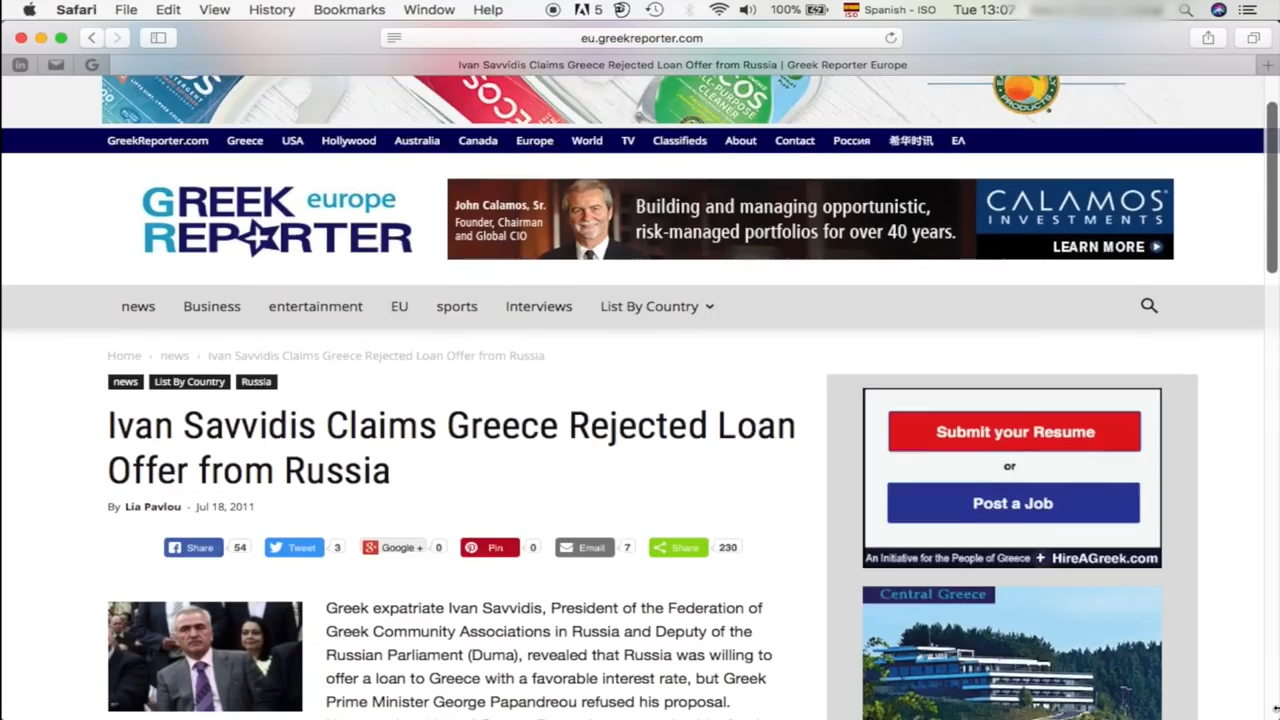 Safari File Edit View History Bookmarks Window Help 5 100% Spanish - ISO Tue 13:07
eu.greekreporter.com
Ivan Savvidis Claims Greece Rejected Loan Offer from Russia | Greek Reporter Europe
ECOS
ALL-PURPOSE
CLEANER
PRODUCTS
GreekReporter.com Greece USA Hollywood Australia Canada Europe World TV Classifieds About Contact Россия 希华时讯 ΕΛ
GREEK europe
REPORTER
John Calamos, Sr.
Founder, Chairman
and Global CIO
Building and managing opportunistic,
risk-managed portfolios for over 40 years.
CALAMOS®
INVESTMENTS
LEARN MORE
news Business entertainment EU sports Interviews List By Country
Home › news › Ivan Savvidis Claims Greece Rejected Loan Offer from Russia
news List By Country Russia
Ivan Savvidis Claims Greece Rejected Loan
Offer from Russia
By Lia Pavlou - Jul 18, 2011
Share 54 Tweet 3 Google + 0 Pin 0 Email 7 Share 230
Greek expatriate Ivan Savvidis, President of the Federation of
Greek Community Associations in Russia and Deputy of the
Russian Parliament (Duma), revealed that Russia was willing to
offer a loan to Greece with a favorable interest rate, but Greek
Prime Minister George Papandreou refused his proposal.
Submit your Resume
or
Post a Job
An Initiative for the People of Greece + HireAGreek.com
Central Greece